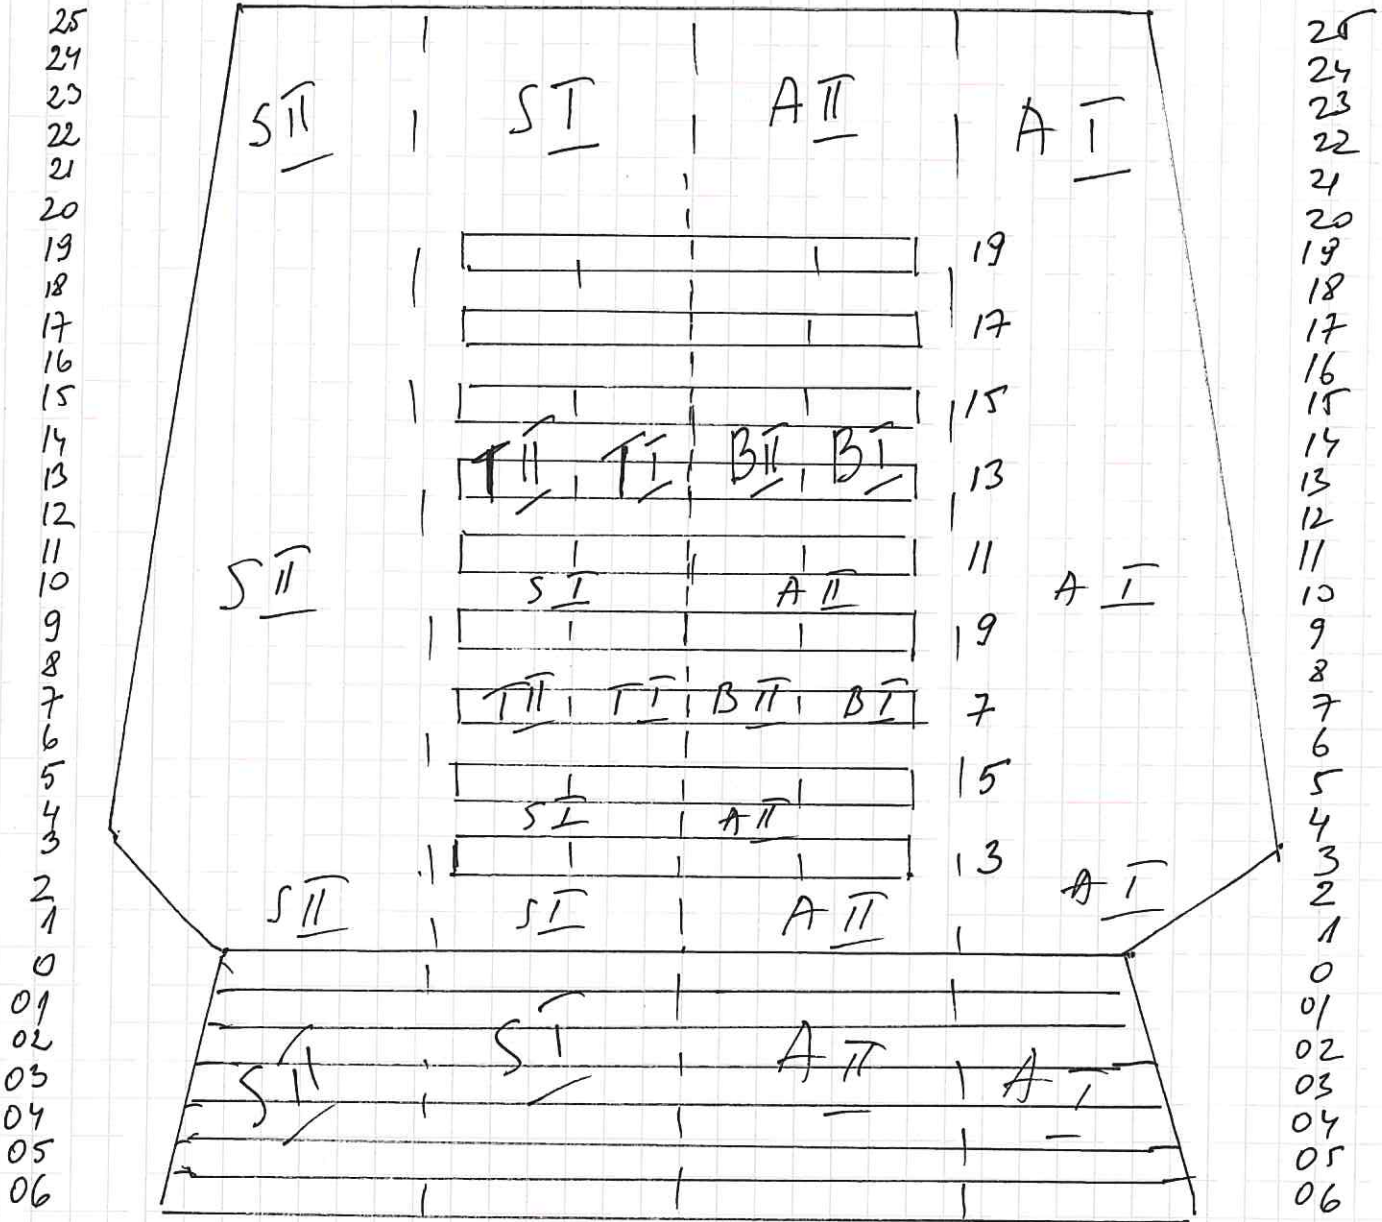 25 25
24 24
23 SII SI AII AI 23
22 22
21 21
20 20
19 19 19
18 18
17 17 17
16 16
15 15 15
14 TII TI BII BI 14
13 13 13
12 12
11 11 11
10 SII SI AII AI 10
9 9 9
8 8
7 TII TI BII BI 7 7
6 6
5 5 5
4 SI AII 4
3 3 3
2 SII SI AII AI 2
1 1
0 0
01 01
02 SI AII 02
03 SII AI 03
04 04
05 05
06 06